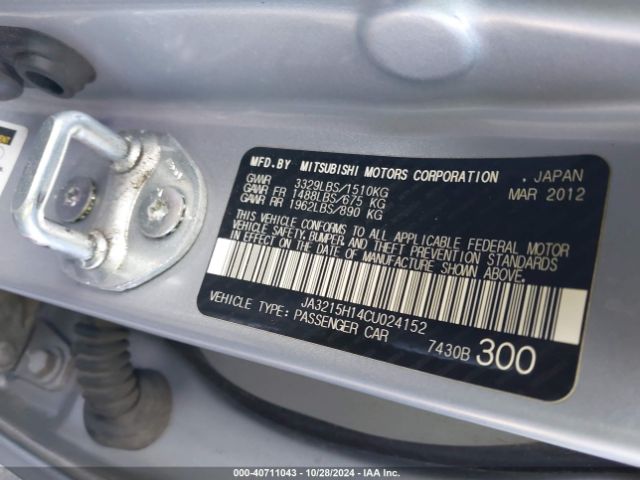 MFD.BY MITSUBISHI MOTORS CORPORATION , JAPAN
GVWR 3329LBS/1510KG MAR 2012
GAWR FR 1488LBS/675 KG
GAWR RR 1962LBS/890 KG
THIS VEHICLE CONFORMS TO ALL APPLICABLE FEDERAL MOTOR
VEHICLE SAFETY, BUMPER, AND THEFT PREVENTION STANDARDS
IN EFFECT ON THE DATE OF MANUFACTURE SHOWN ABOVE.
JA3215H14CU024152
VEHICLE TYPE: PASSENGER CAR
7430B 300
000-40711043 | 10/28/2024 | IAA Inc.